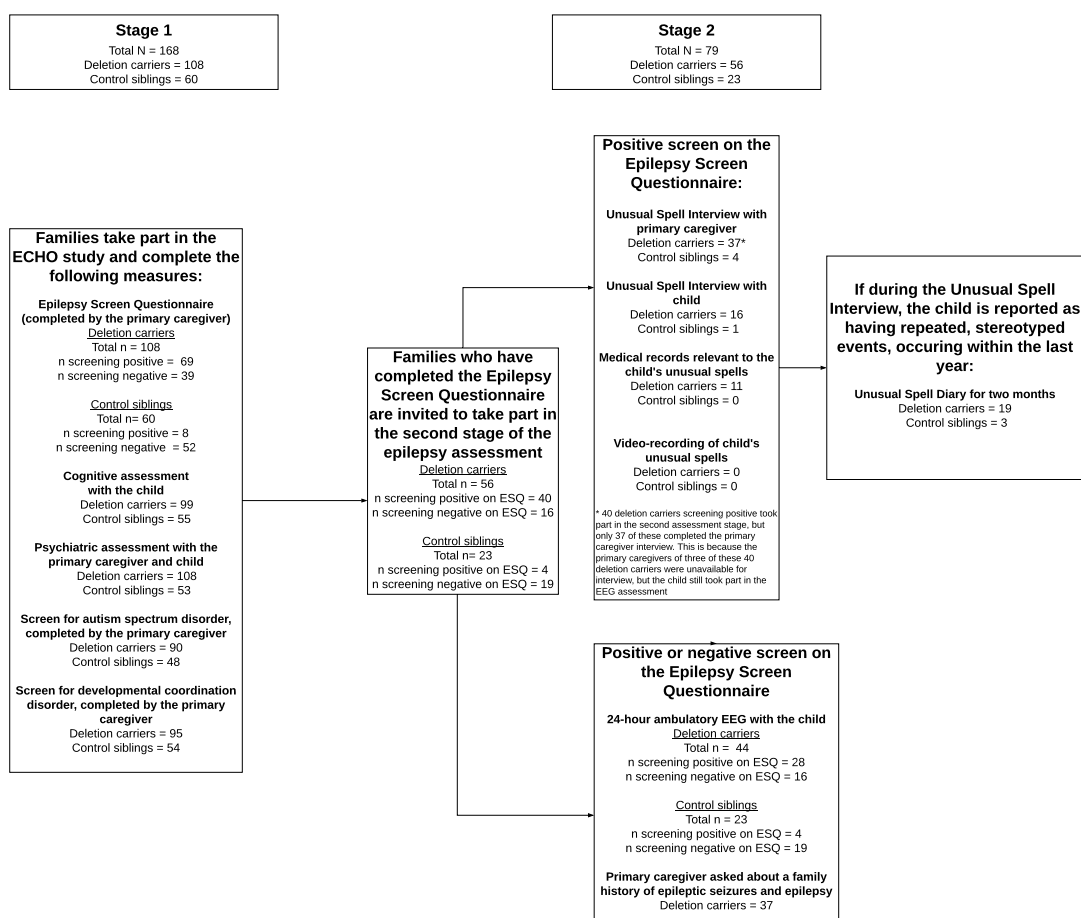 Stage 1
Total N = 168
Deletion carriers = 108
Control siblings = 60
Stage 2
Total N = 79
Deletion carriers = 56
Control siblings = 23
Families take part in the
ECHO study and complete the
following measures:
Epilepsy Screen Questionnaire
(completed by the primary caregiver)
Deletion carriers
Total n = 108
n screening positive = 69
n screening negative = 39
Control siblings
Total n= 60
n screening positive = 8
n screening negative = 52
Cognitive assessment
with the child
Deletion carriers = 99
Control siblings = 55
Psychiatric assessment with the
primary caregiver and child
Deletion carriers = 108
Control siblings = 53
Screen for autism spectrum disorder,
completed by the primary caregiver
Deletion carriers = 90
Control siblings = 48
Screen for developmental coordination
disorder, completed by the primary
caregiver
Deletion carriers = 95
Control siblings = 54
Families who have
completed the Epilepsy
Screen Questionnaire
are invited to take part in
the second stage of the
epilepsy assessment
Deletion carriers
Total n = 56
n screening positive on ESQ = 40
n screening negative on ESQ = 16
Control siblings
Total n= 23
n screening positive on ESQ = 4
n screening negative on ESQ = 19
Positive screen on the
Epilepsy Screen
Questionnaire:
Unusual Spell Interview with
primary caregiver
Deletion carriers = 37*
Control siblings = 4
Unusual Spell Interview with
child
Deletion carriers = 16
Control siblings = 1
Medical records relevant to the
child's unusual spells
Deletion carriers = 11
Control siblings = 0
Video-recording of child's
unusual spells
Deletion carriers = 0
Control siblings = 0
* 40 deletion carriers screening positive took
part in the second assessment stage, but
only 37 of these completed the primary
caregiver interview. This is because the
primary caregivers of three of these 40
deletion carriers were unavailable for
interview, but the child still took part in the
EEG assessment
If during the Unusual Spell
Interview, the child is reported as
having repeated, stereotyped
events, occuring within the last
year:
Unusual Spell Diary for two months
Deletion carriers = 19
Control siblings = 3
Positive or negative screen on
the Epilepsy Screen
Questionnaire
24-hour ambulatory EEG with the child
Deletion carriers
Total n = 44
n screening positive on ESQ = 28
n screening negative on ESQ = 16
Control siblings
Total n = 23
n screening positive on ESQ = 4
n screening negative on ESQ = 19
Primary caregiver asked about a family
history of epileptic seizures and epilepsy
Deletion carriers = 37